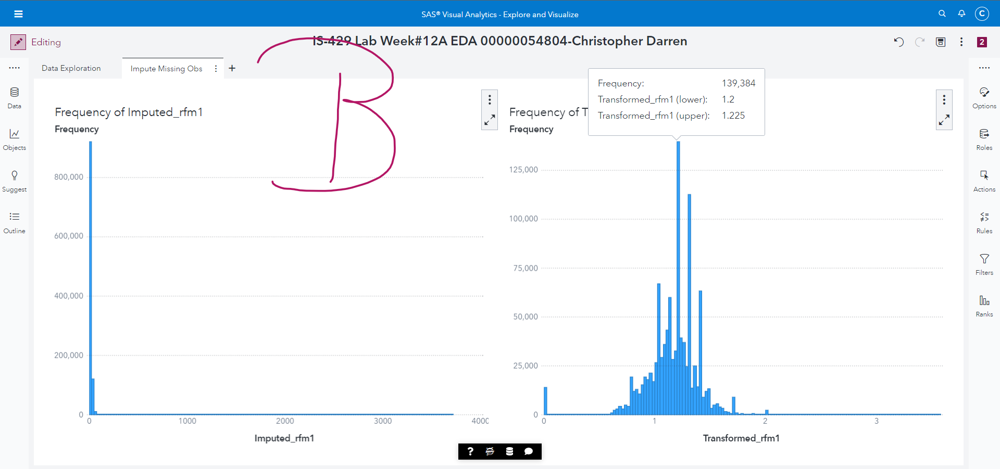 SAS® Visual Analytics - Explore and Visualize
C
Editing
IS-429 Lab Week#12A EDA 00000054804-Christopher Darren
2
Data Exploration
Impute Missing Obs
+
B
Data
Objects
Suggest
Outline
Frequency of Imputed_rfm1
Frequency
800,000
600,000
400,000
200,000
0
0 1000 2000 3000 4000
Imputed_rfm1
Frequency of T
Frequency
Frequency: 139,384
Transformed_rfm1 (lower): 1.2
Transformed_rfm1 (upper): 1.225
125,000
100,000
75,000
50,000
25,000
0
0 1 2 3
Transformed_rfm1
Options
Roles
Actions
Rules
Filters
Ranks
?